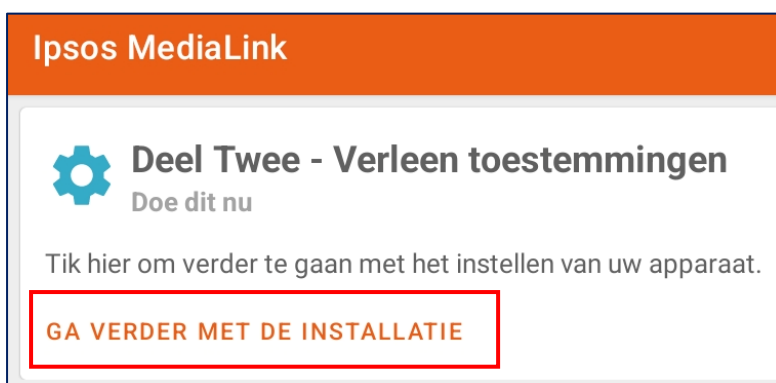 Ipsos MediaLink
Deel Twee - Verleen toestemmingen
Doe dit nu
Tik hier om verder te gaan met het instellen van uw apparaat.
GA VERDER MET DE INSTALLATIE